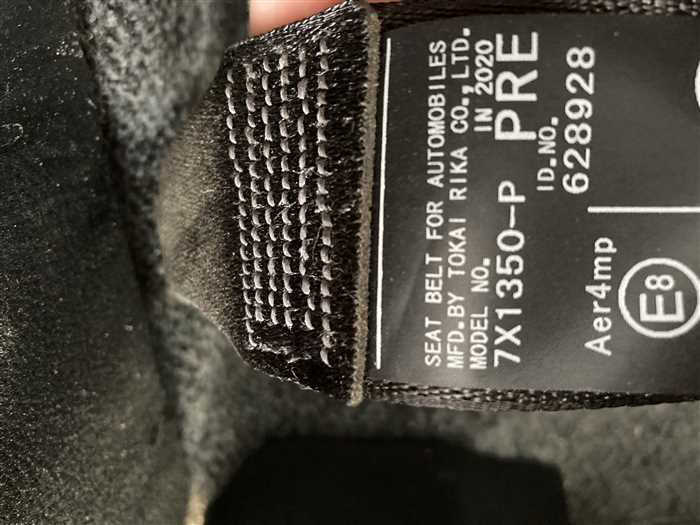 SEAT BELT FOR AUTOMOBILES
MFD.BY TOKAI RIKA CO.,LTD.
MODEL NO. IN 2020
7X1350-P PRE
ID.NO.
628928
Aer4mp
E8